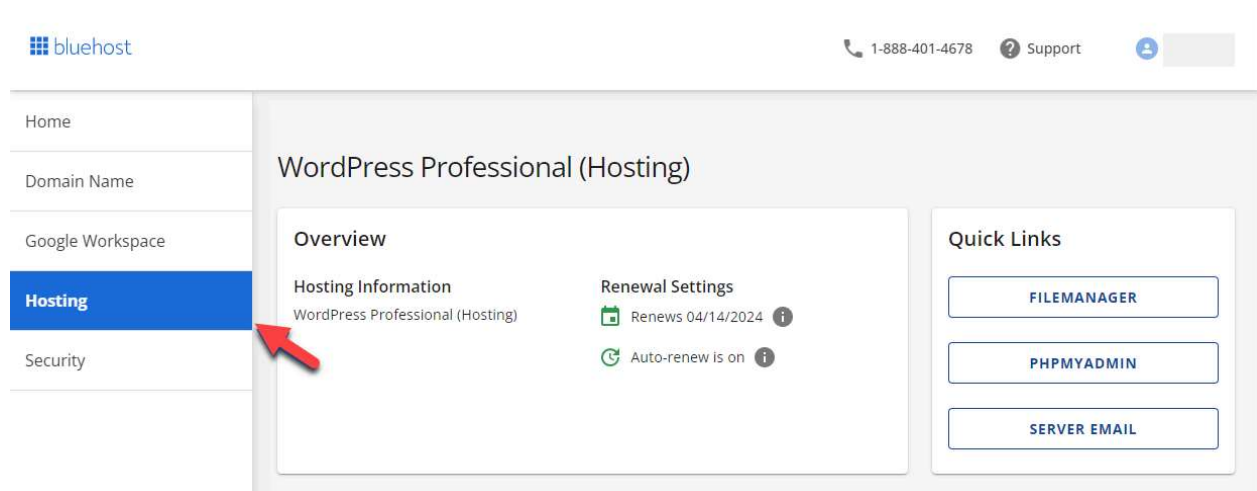 bluehost
1-888-401-4678
Support
Home
Domain Name
Google Workspace
Hosting
Security
WordPress Professional (Hosting)
Overview
Hosting Information
WordPress Professional (Hosting)
Renewal Settings
Renews 04/14/2024
Auto-renew is on
Quick Links
FILEMANAGER
PHPMYADMIN
SERVER EMAIL